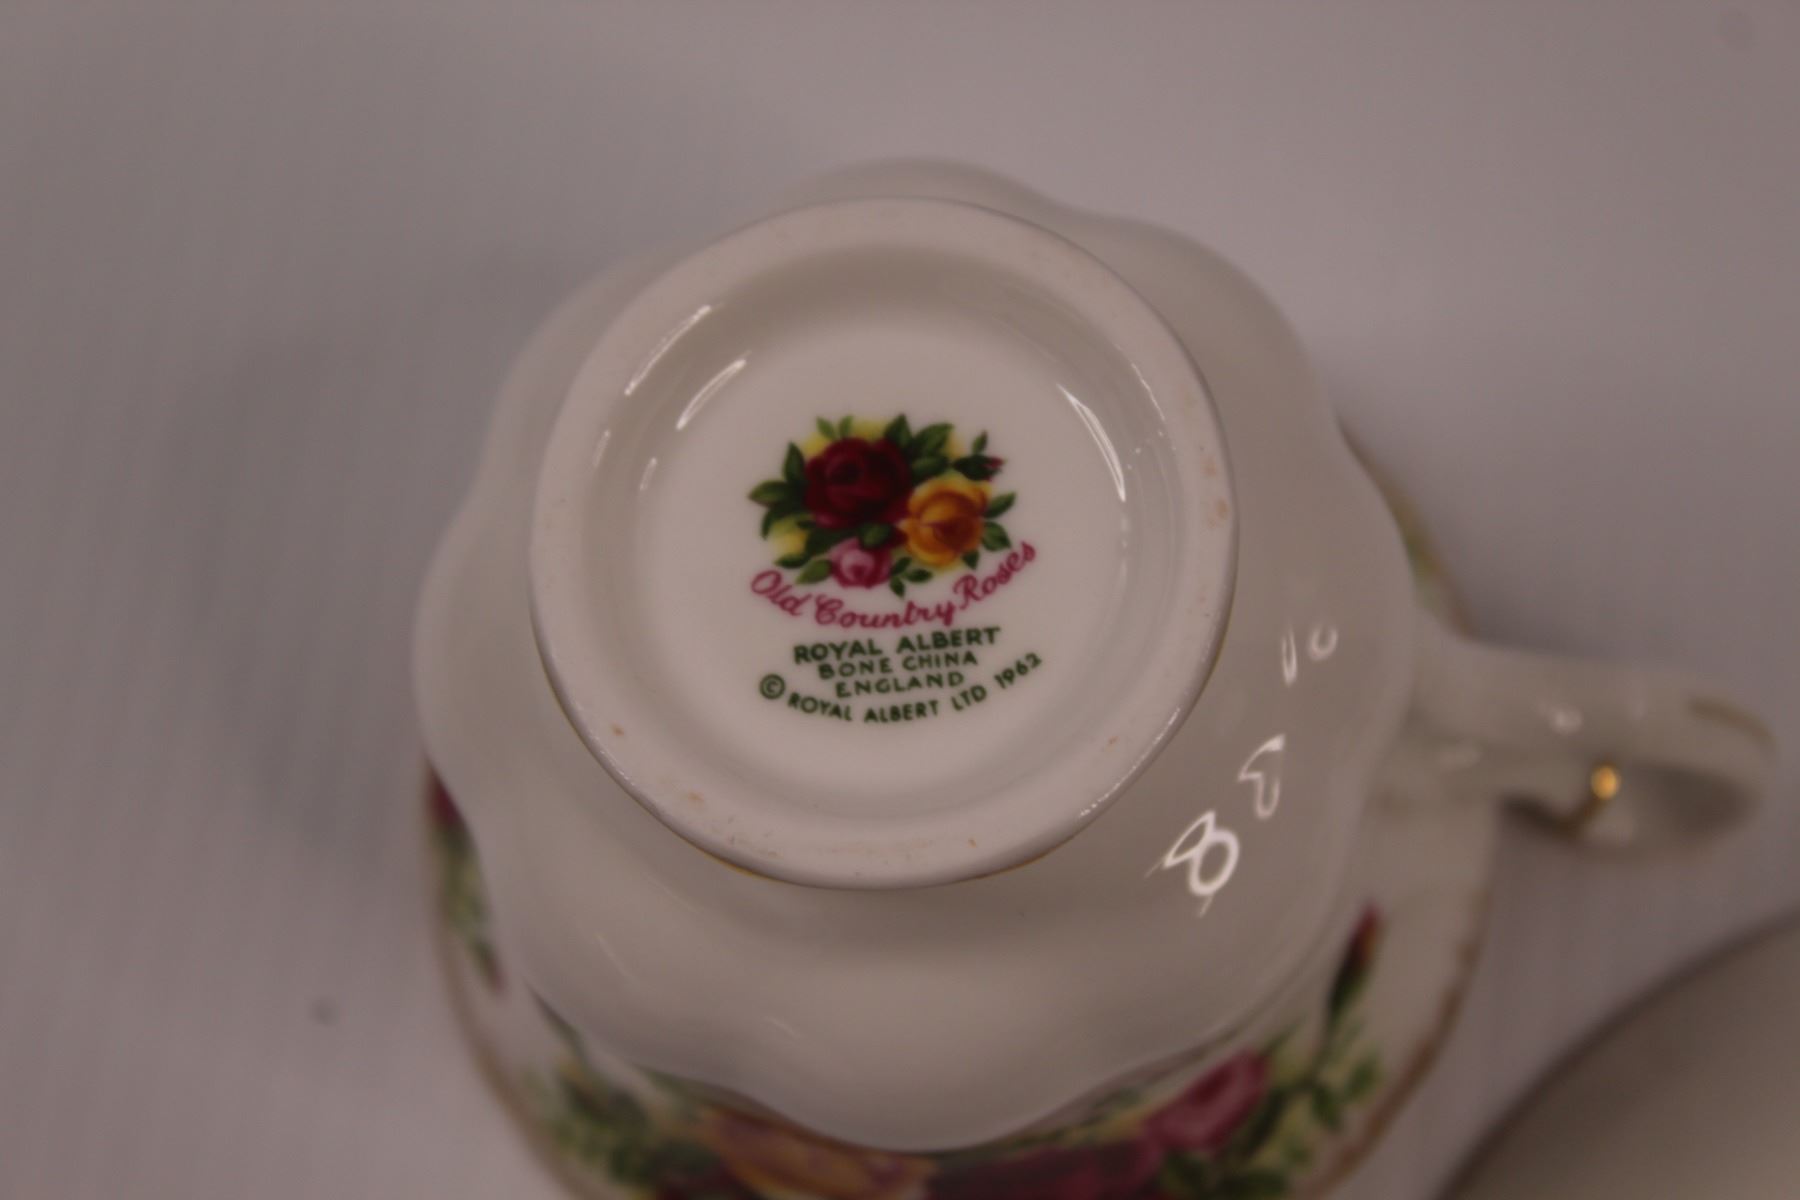 Old Country Roses
ROYAL ALBERT
BONE CHINA
ENGLAND
© ROYAL ALBERT LTD 1962